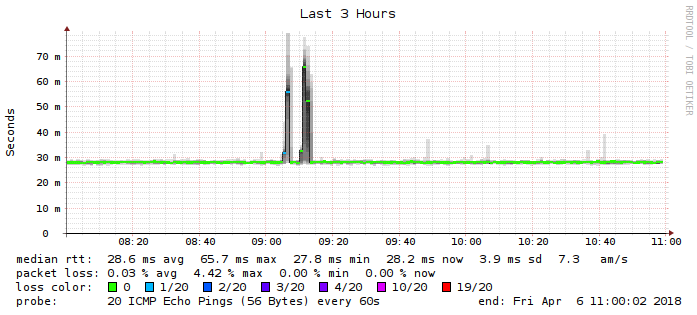 Last 3 Hours
RRDTOOL / TOBI OETIKER
Seconds
70 m
60 m
50 m
40 m
30 m
20 m
10 m
0
08:20 08:40 09:00 09:20 09:40 10:00 10:20 10:40 11:00
median rtt: 28.6 ms avg 65.7 ms max 27.8 ms min 28.2 ms now 3.9 ms sd 7.3 am/s
packet loss: 0.03 % avg 4.42 % max 0.00 % min 0.00 % now
loss color: 0 1/20 2/20 3/20 4/20 10/20 19/20
probe: 20 ICMP Echo Pings (56 Bytes) every 60s end: Fri Apr 6 11:00:02 2018